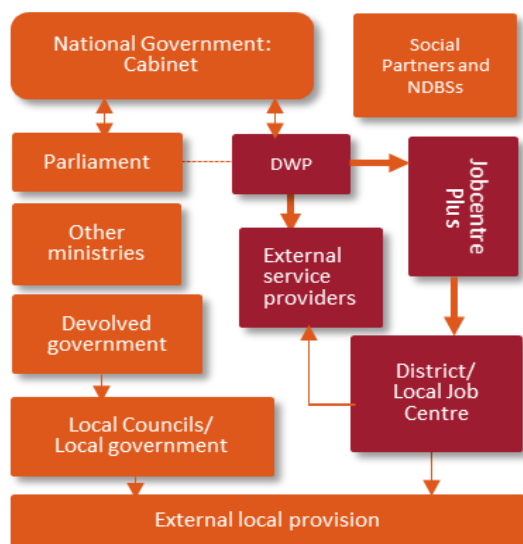 National Government:
Cabinet
Social
Partners and
NDBSs
Parliament
DWP
Jobcentre
Plus
Other
ministries
External
service
providers
Devolved
government
District/
Local Job
Centre
Local Councils/
Local government
External local provision